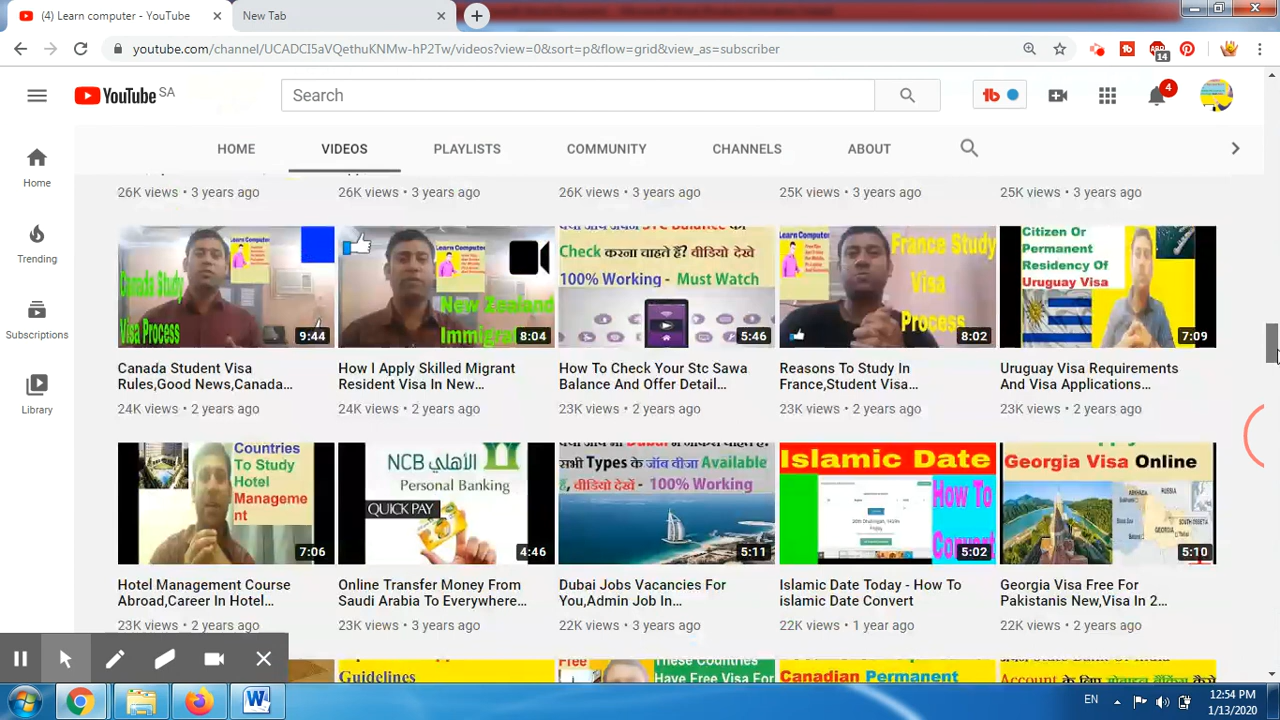 (4) Learn computer - YouTube
New Tab
youtube.com/channel/UCADCI5aVQethuKNMw-hP2Tw/videos?view=0&sort=p&flow=grid&view_as=subscriber
14
YouTube SA
Search
4
HOME VIDEOS PLAYLISTS COMMUNITY CHANNELS ABOUT
Home
Trending
Subscriptions
Library
26K views • 3 years ago
26K views • 3 years ago
26K views • 3 years ago
25K views • 3 years ago
25K views • 3 years ago
Learn Computer
Canada Study
Visa Process
9:44
Learn Computer
New Zealand
8:04
Check करना चाहते हैं? वीडियो देखे
100% Working - Must Watch
5:46
Learn Computer
France Study
Visa
Process
8:02
Citizen Or
Permanent
Residency Of
Uruguay Visa
7:09
Canada Student Visa
Rules,Good News,Canada...
24K views • 2 years ago
How I Apply Skilled Migrant
Resident Visa In New...
24K views • 2 years ago
How To Check Your Stc Sawa
Balance And Offer Detail...
23K views • 2 years ago
Reasons To Study In
France,Student Visa...
23K views • 2 years ago
Uruguay Visa Requirements
And Visa Applications...
23K views • 2 years ago
Countries
To Study
Hotel
Manageme
nt
7:06
NCB الأهلي
Personal Banking
QUICK PAY
4:46
सभी Types के जॉब वीजा Available
हैं, वीडियो देखें - 100% Working
5:11
Islamic Date
How To
Convert
5:02
Georgia Visa Online
RUSSIA
GEORGIA
5:10
Hotel Management Course
Abroad,Career In Hotel...
23K views • 2 years ago
Online Transfer Money From
Saudi Arabia To Everywhere...
23K views • 3 years ago
Dubai Jobs Vacancies For
You,Admin Job In...
22K views • 3 years ago
Islamic Date Today - How To
islamic Date Convert
22K views • 1 year ago
Georgia Visa Free For
Pakistanis New,Visa In 2...
22K views • 2 years ago
Guidelines
Free
These Countries
Have Free Visa For
Canadian Permanent
State Bank Of India
Account के लिए
EN
12:54 PM
1/13/2020